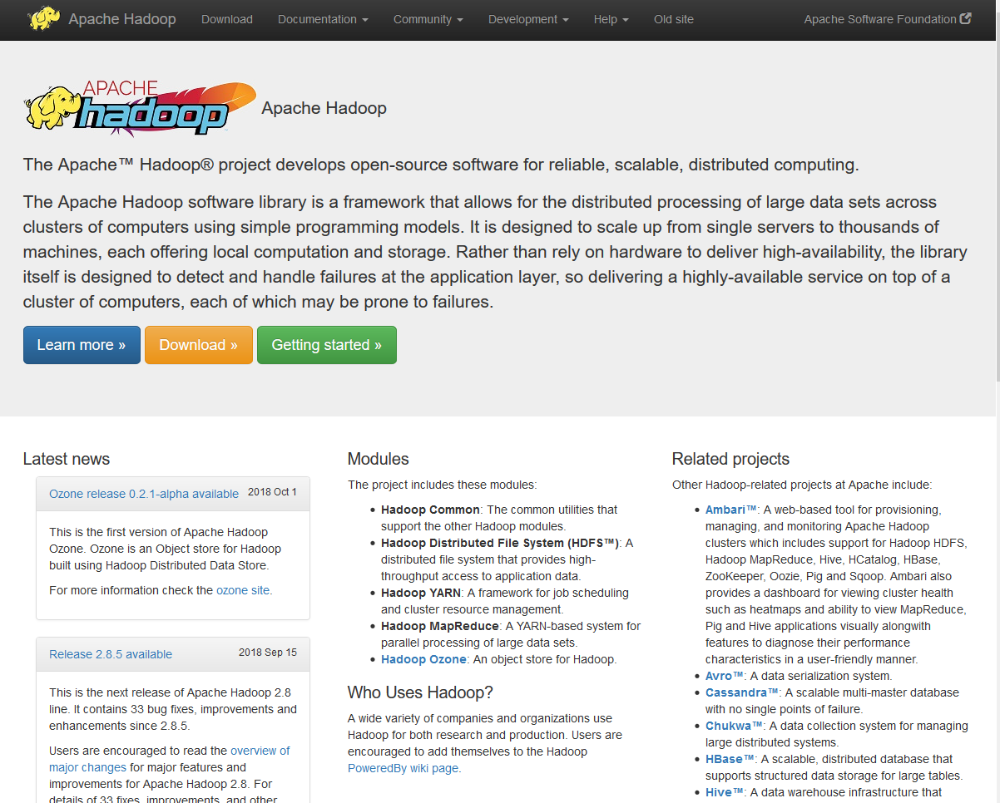 Apache Hadoop
Download
Documentation
Community
Development
Help
Old site
Apache Software Foundation
APACHE
hadoop
Apache Hadoop
The Apache™ Hadoop® project develops open-source software for reliable, scalable, distributed computing.
The Apache Hadoop software library is a framework that allows for the distributed processing of large data sets across
clusters of computers using simple programming models. It is designed to scale up from single servers to thousands of
machines, each offering local computation and storage. Rather than rely on hardware to deliver high-availability, the library
itself is designed to detect and handle failures at the application layer, so delivering a highly-available service on top of a
cluster of computers, each of which may be prone to failures.
Learn more »
Download »
Getting started »
Latest news
Ozone release 0.2.1-alpha available 2018 Oct 1
This is the first version of Apache Hadoop
Ozone. Ozone is an Object store for Hadoop
built using Hadoop Distributed Data Store.
For more information check the ozone site.
Release 2.8.5 available 2018 Sep 15
This is the next release of Apache Hadoop 2.8
line. It contains 33 bug fixes, improvements and
enhancements since 2.8.5.
Users are encouraged to read the overview of
major changes for major features and
improvements for Apache Hadoop 2.8. For
details of 33 fixes, improvements, and other
Modules
The project includes these modules:
• Hadoop Common: The common utilities that
support the other Hadoop modules.
• Hadoop Distributed File System (HDFS™): A
distributed file system that provides high-
throughput access to application data.
• Hadoop YARN: A framework for job scheduling
and cluster resource management.
• Hadoop MapReduce: A YARN-based system for
parallel processing of large data sets.
• Hadoop Ozone: An object store for Hadoop.
Who Uses Hadoop?
A wide variety of companies and organizations use
Hadoop for both research and production. Users are
encouraged to add themselves to the Hadoop
PoweredBy wiki page.
Related projects
Other Hadoop-related projects at Apache include:
• Ambari™: A web-based tool for provisioning,
managing, and monitoring Apache Hadoop
clusters which includes support for Hadoop HDFS,
Hadoop MapReduce, Hive, HCatalog, HBase,
ZooKeeper, Oozie, Pig and Sqoop. Ambari also
provides a dashboard for viewing cluster health
such as heatmaps and ability to view MapReduce,
Pig and Hive applications visually alongwith
features to diagnose their performance
characteristics in a user-friendly manner.
• Avro™: A data serialization system.
• Cassandra™: A scalable multi-master database
with no single points of failure.
• Chukwa™: A data collection system for managing
large distributed systems.
• HBase™: A scalable, distributed database that
supports structured data storage for large tables.
• Hive™: A data warehouse infrastructure that